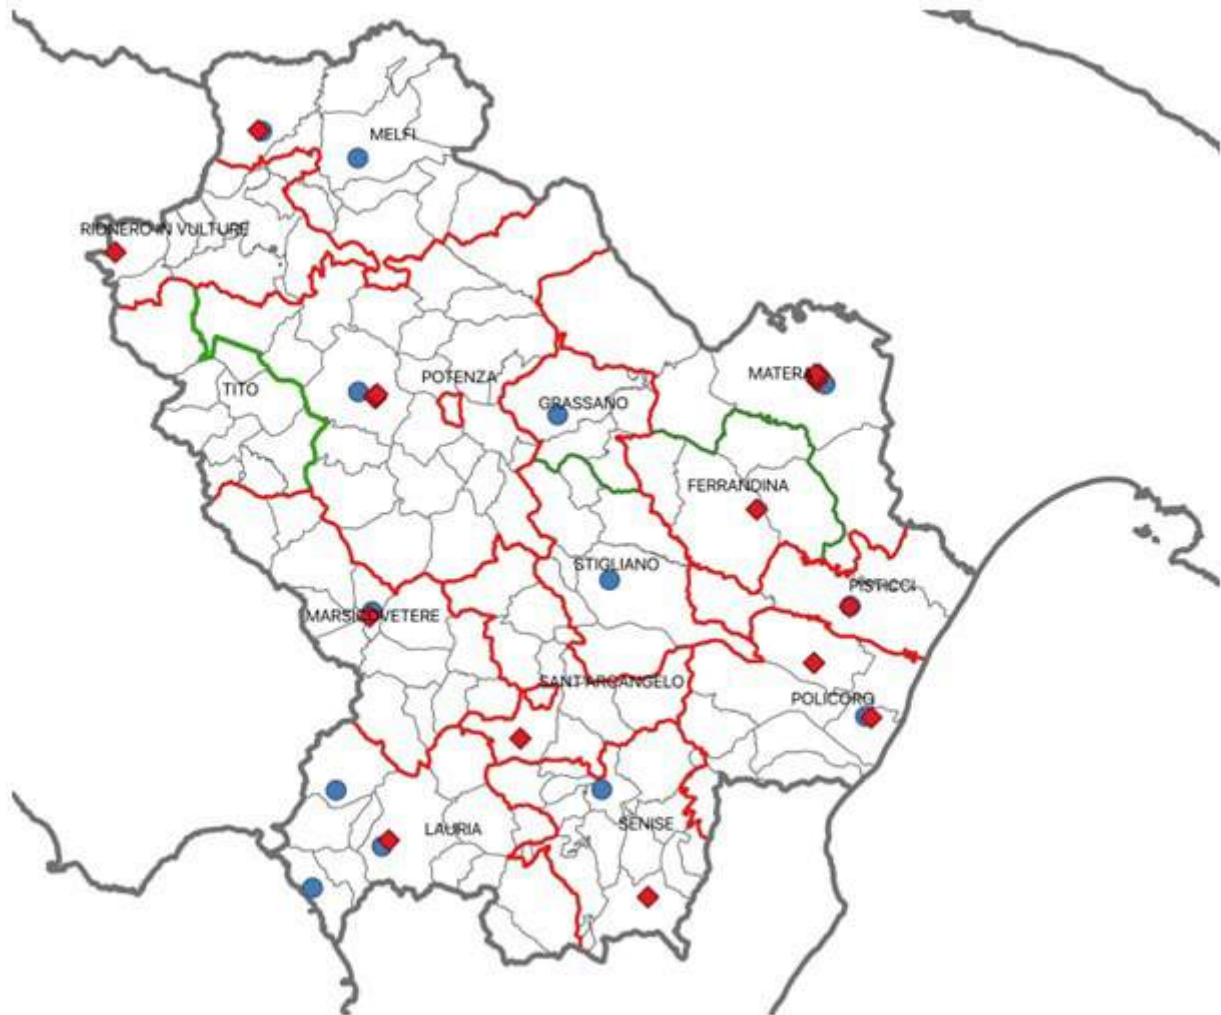 MELFI
RIONERO IN VULTURE
POTENZA
TITO
MATERA
GRASSANO
FERRANDINA
STIGLIANO
PISTICCI
MARSICOVETERE
SANT'ARCANGELO
POLICORO
SENISE
LAURIA